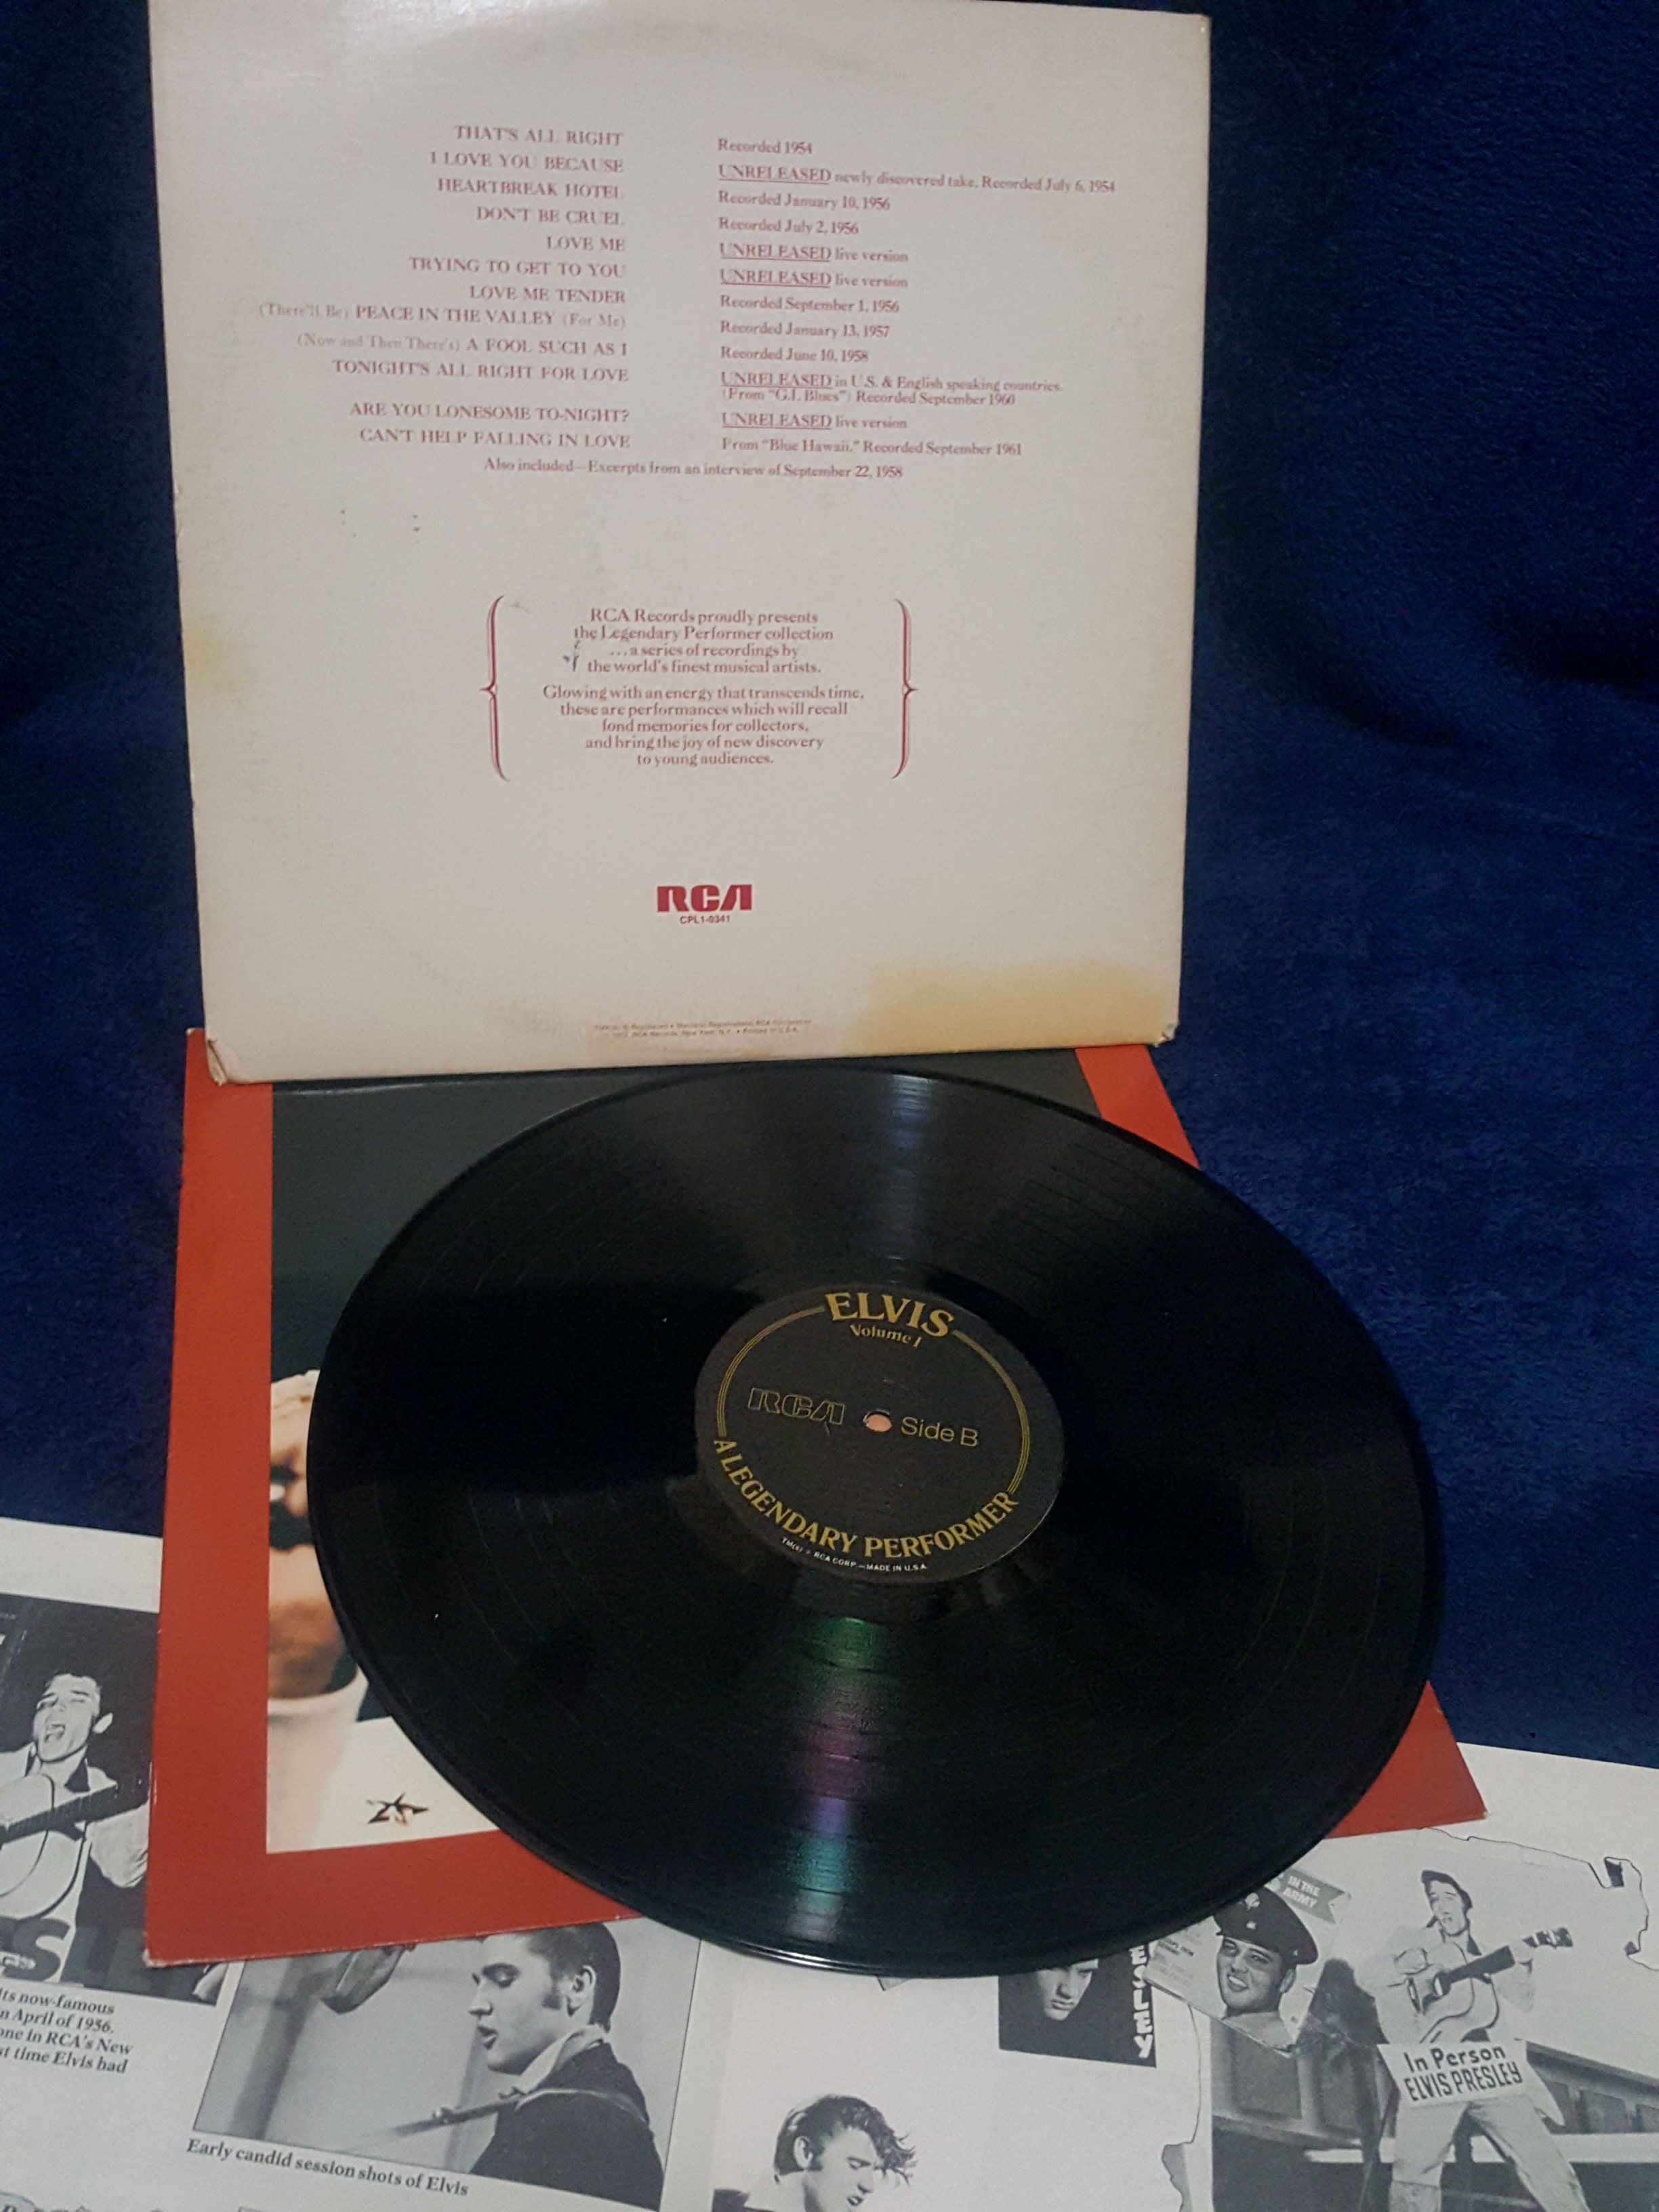 THAT'S ALL RIGHT Recorded 1954
I LOVE YOU BECAUSE UNRELEASED newly discovered take. Recorded July 6, 1954
HEARTBREAK HOTEL Recorded January 10, 1956
DON'T BE CRUEL Recorded July 2, 1956
LOVE ME UNRELEASED live version
TRYING TO GET TO YOU UNRELEASED live version
LOVE ME TENDER Recorded September 1, 1956
(There'll Be) PEACE IN THE VALLEY (For Me) Recorded January 13, 1957
(Now and Then There's) A FOOL SUCH AS I Recorded June 10, 1958
TONIGHT'S ALL RIGHT FOR LOVE UNRELEASED in U.S. & English speaking countries.
(From "G.I. Blues") Recorded September 1960
ARE YOU LONESOME TO-NIGHT? UNRELEASED live version
CAN'T HELP FALLING IN LOVE From "Blue Hawaii." Recorded September 1961
Also included—Excerpts from an interview of September 22, 1958
RCA Records proudly presents
the Legendary Performer collection
...a series of recordings by
the world's finest musical artists.
Glowing with an energy that transcends time,
these are performances which will recall
fond memories for collectors,
and bring the joy of new discovery
to young audiences.
RCA
CPL1-0341
ELVIS
Volume 1
RCA Side B
A LEGENDARY PERFORMER
TM(s) ® RCA CORP.—MADE IN U.S.A.
its now-famous
n April of 1956.
one in RCA's New
st time Elvis had
Early candid session shots of Elvis
ESLEY
IN THE
ARMY
In Person
ELVIS PRESLEY